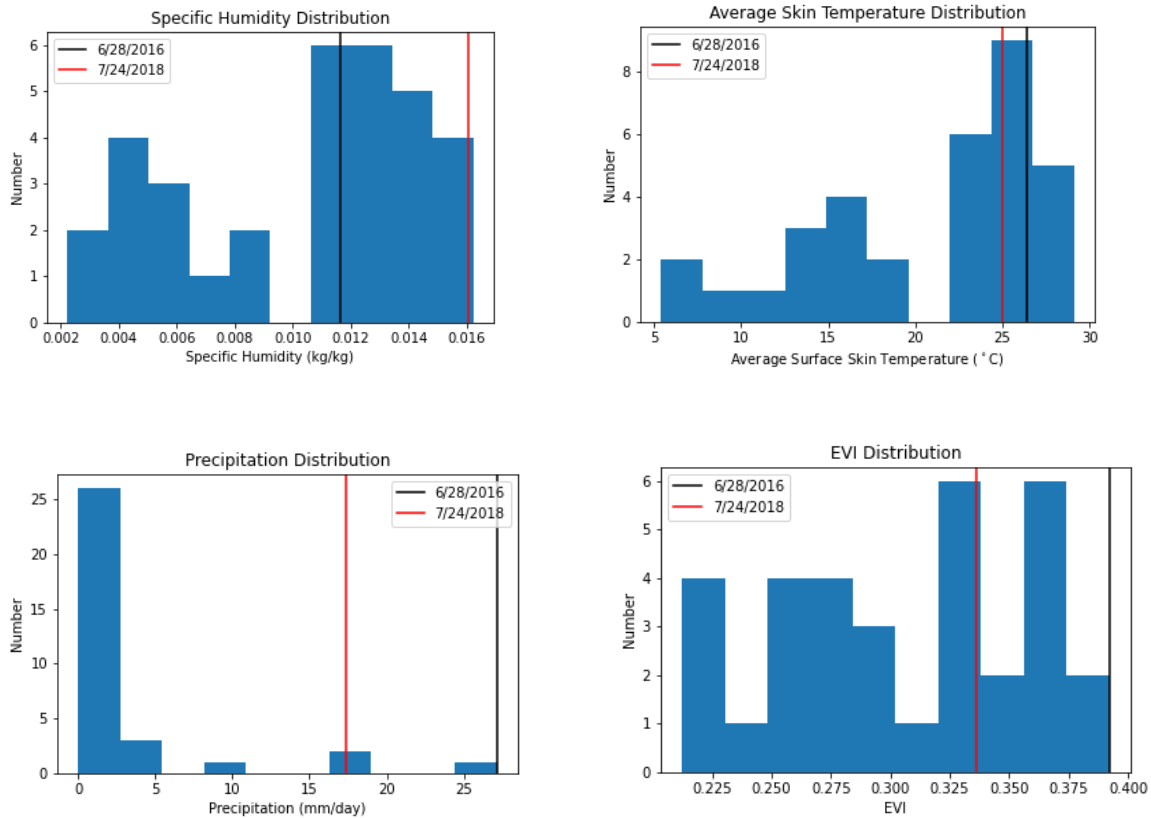 Specific Humidity Distribution
6/28/2016
7/24/2018
6
5
4
3
2
1
0
Number
0.002 0.004 0.006 0.008 0.010 0.012 0.014 0.016
Specific Humidity (kg/kg)
Average Skin Temperature Distribution
6/28/2016
7/24/2018
8
6
4
2
0
Number
5 10 15 20 25 30
Average Surface Skin Temperature (°C)
Precipitation Distribution
6/28/2016
7/24/2018
25
20
15
10
5
0
Number
0 5 10 15 20 25
Precipitation (mm/day)
EVI Distribution
6/28/2016
7/24/2018
6
5
4
3
2
1
0
Number
0.225 0.250 0.275 0.300 0.325 0.350 0.375 0.400
EVI